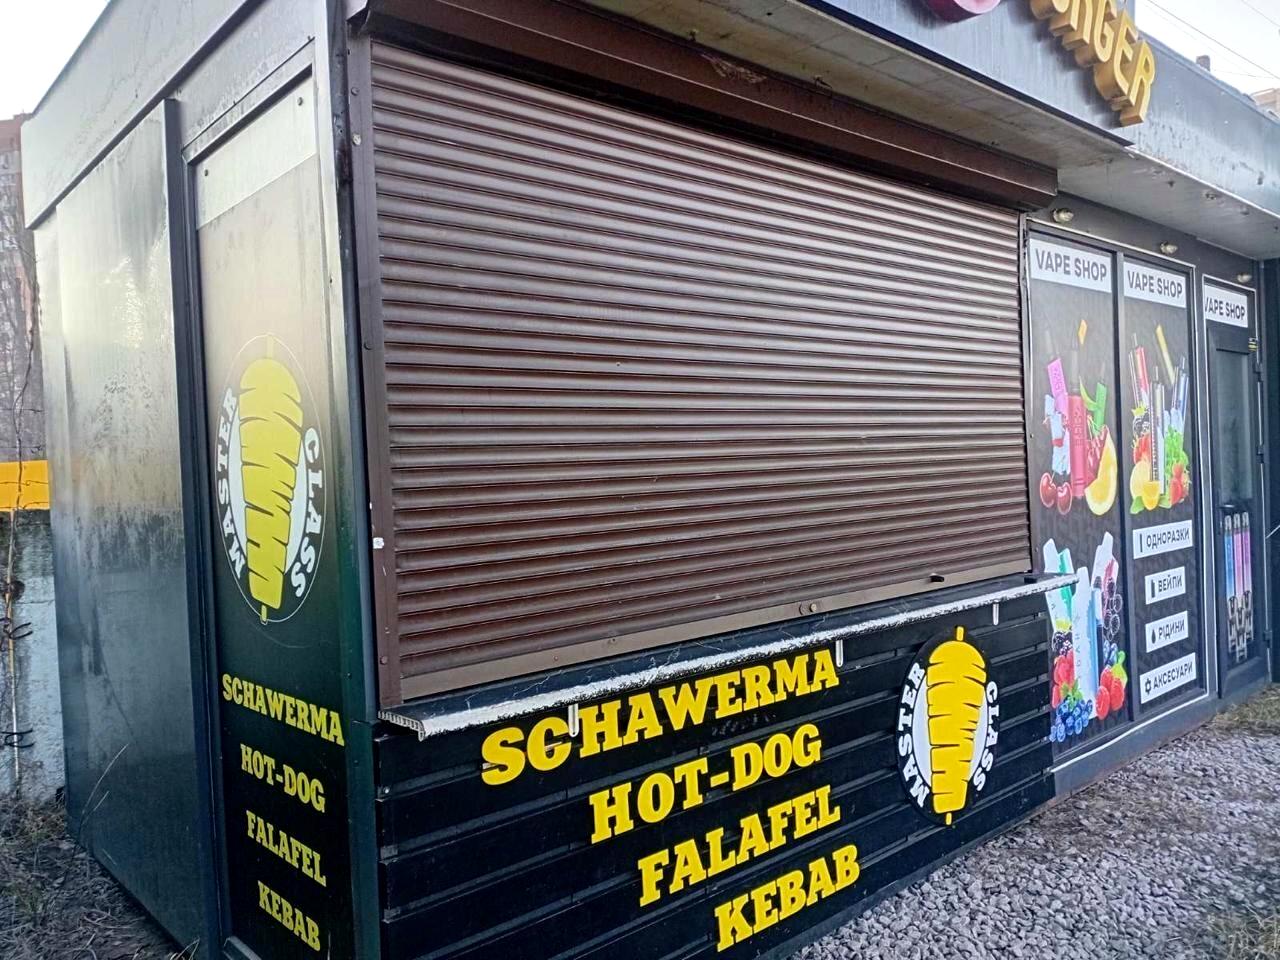 VAPE SHOP
VAPE SHOP
VAPE SHOP
ОДНОРАЗКИ
ВЕЙПИ
РІДИНИ
АКСЕСУАРИ
MASTER CLASS
SCHAWERMA
HOT-DOG
FALAFEL
KEBAB
SCHAWERMA
HOT-DOG
FALAFEL
KEBAB
MASTER CLASS